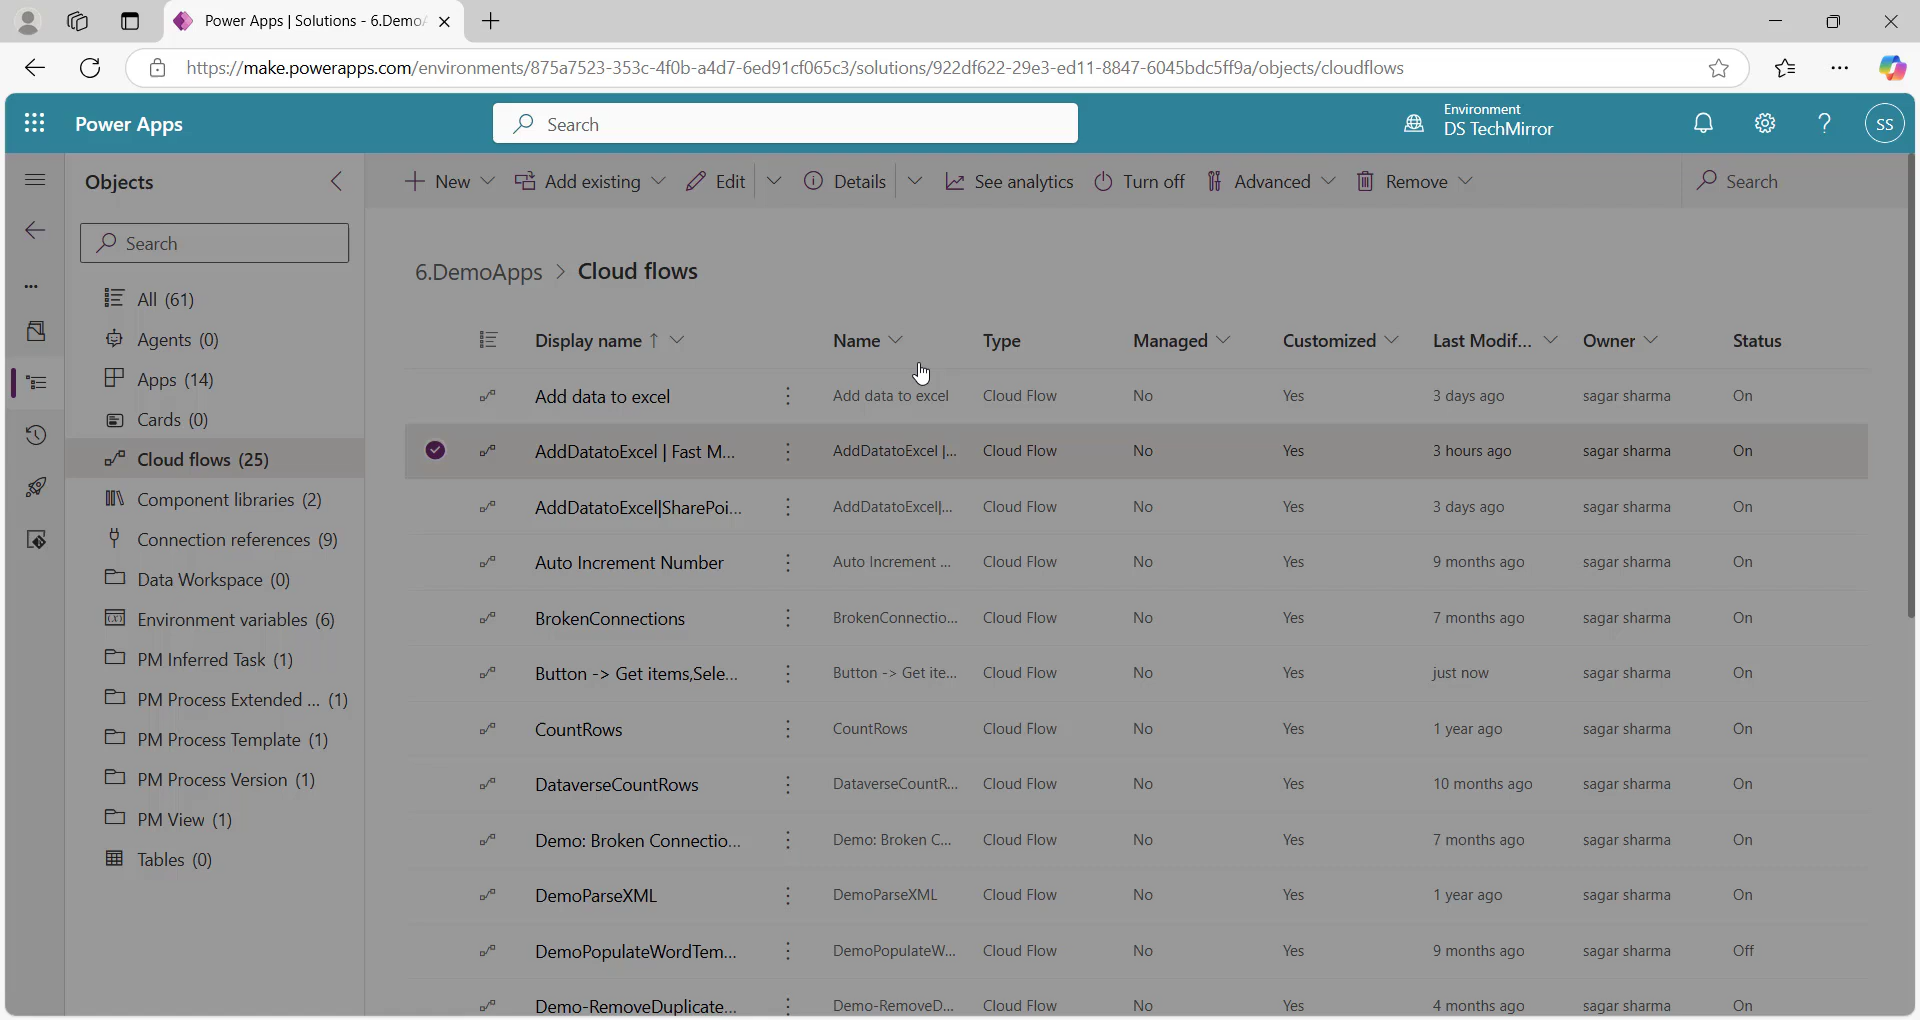 Power Apps | Solutions - 6.Demo
https://make.powerapps.com/environments/875a7523-353c-4f0b-a4d7-6ed91cf065c3/solutions/922df622-29e3-ed11-8847-6045bdc5ff9a/objects/cloudflows
Power Apps
Search
Environment
DS TechMirror
?
SS
Objects
New
Add existing
Edit
Details
See analytics
Turn off
Advanced
Remove
Search
Search
All (61)
Agents (0)
Apps (14)
Cards (0)
Cloud flows (25)
Component libraries (2)
Connection references (9)
Data Workspace (0)
Environment variables (6)
PM Inferred Task (1)
PM Process Extended ... (1)
PM Process Template (1)
PM Process Version (1)
PM View (1)
Tables (0)
6.DemoApps > Cloud flows
Display name ↑ Name Type Managed Customized Last Modif... Owner Status
Add data to excel Add data to excel Cloud Flow No Yes 3 days ago sagar sharma On
AddDatatoExcel | Fast M... AddDatatoExcel |... Cloud Flow No Yes 3 hours ago sagar sharma On
AddDatatoExcel|SharePoi... AddDatatoExcel|... Cloud Flow No Yes 3 days ago sagar sharma On
Auto Increment Number Auto Increment ... Cloud Flow No Yes 9 months ago sagar sharma On
BrokenConnections BrokenConnectio... Cloud Flow No Yes 7 months ago sagar sharma On
Button -> Get items,Sele... Button -> Get ite... Cloud Flow No Yes just now sagar sharma On
CountRows CountRows Cloud Flow No Yes 1 year ago sagar sharma On
DataverseCountRows DataverseCountR... Cloud Flow No Yes 10 months ago sagar sharma On
Demo: Broken Connectio... Demo: Broken C... Cloud Flow No Yes 7 months ago sagar sharma On
DemoParseXML DemoParseXML Cloud Flow No Yes 1 year ago sagar sharma On
DemoPopulateWordTem... DemoPopulateW... Cloud Flow No Yes 9 months ago sagar sharma Off
Demo-RemoveDuplicate... Demo-RemoveD... Cloud Flow No Yes 4 months ago sagar sharma On